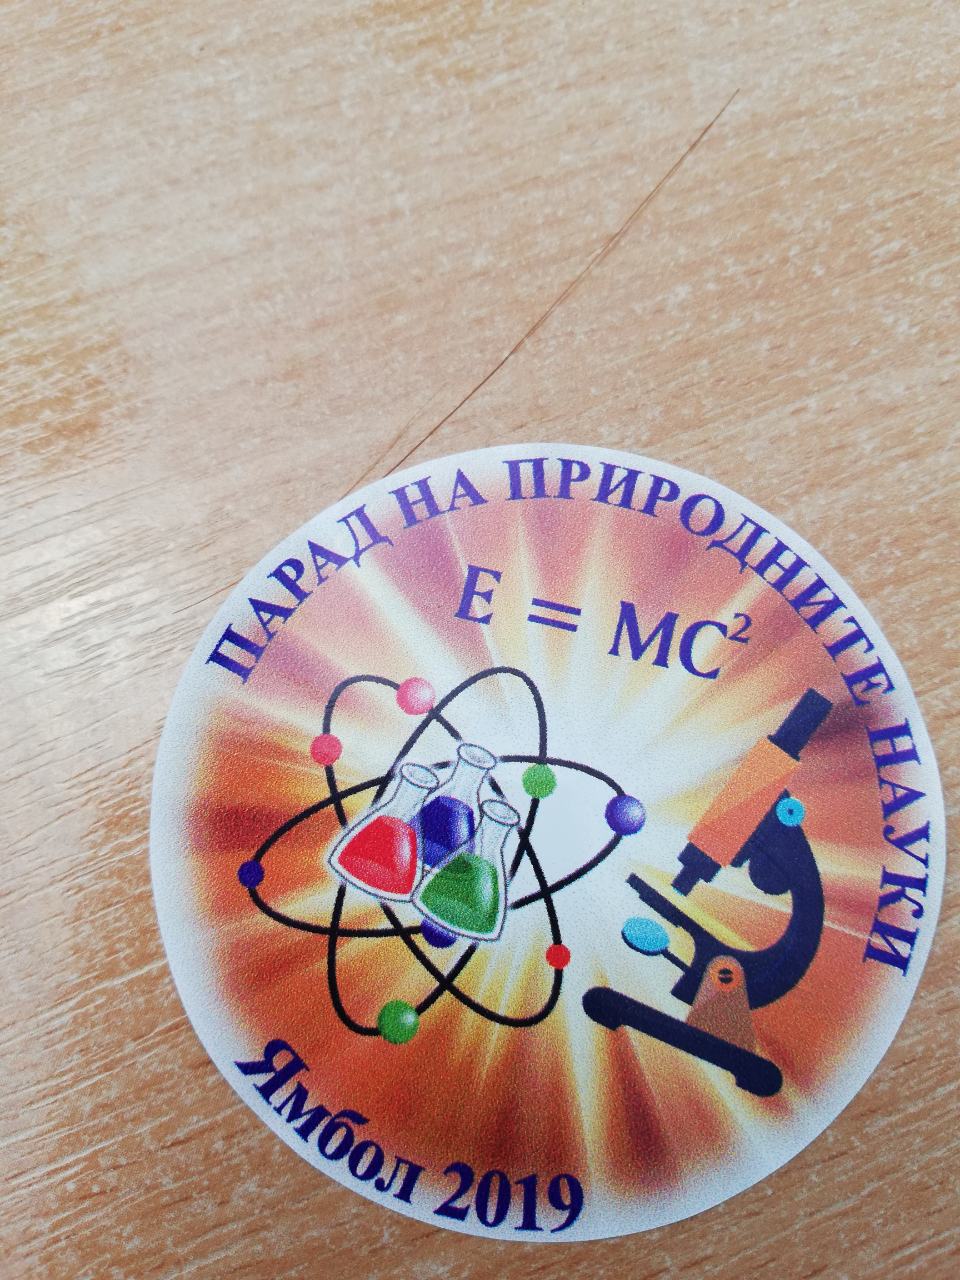 ПАРАД НА ПРИРОДНИТЕ НАУКИ
E = MC²
Ямбол 2019